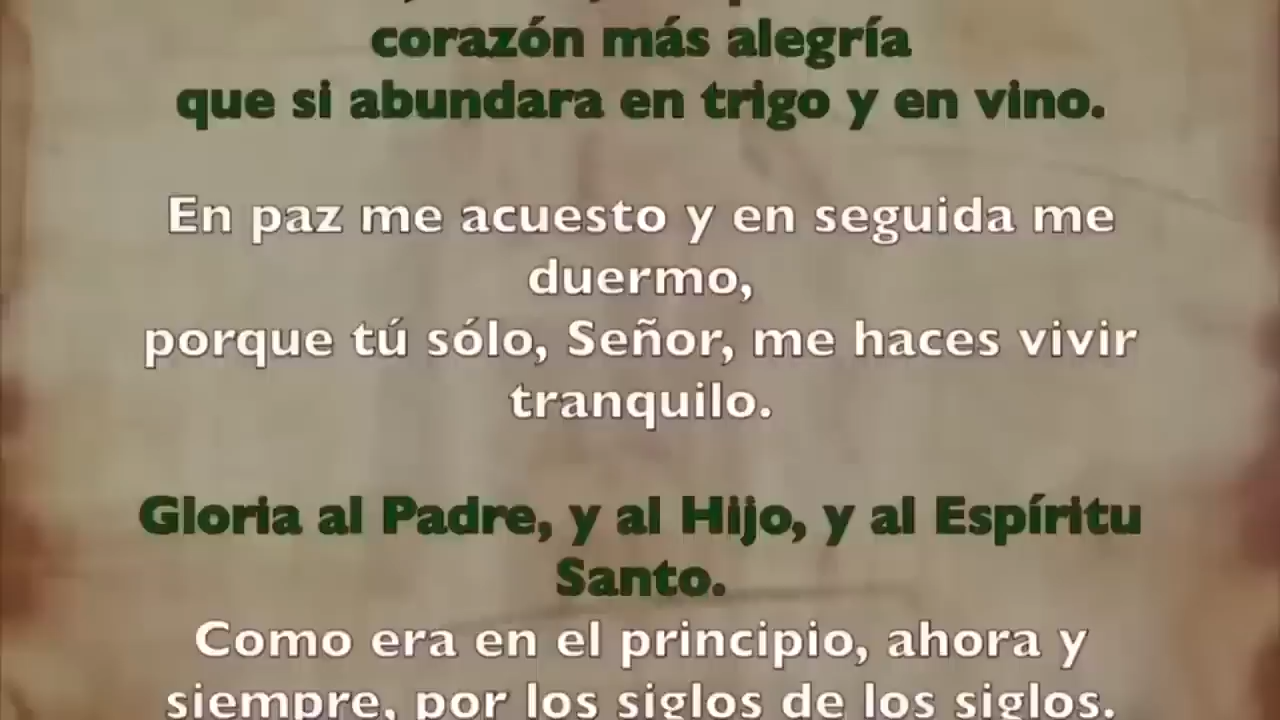 corazón más alegría
que si abundara en trigo y en vino.
En paz me acuesto y en seguida me
duermo,
porque tú sólo, Señor, me haces vivir
tranquilo.
Gloria al Padre, y al Hijo, y al Espíritu
Santo.
Como era en el principio, ahora y
siempre, por los siglos de los siglos.